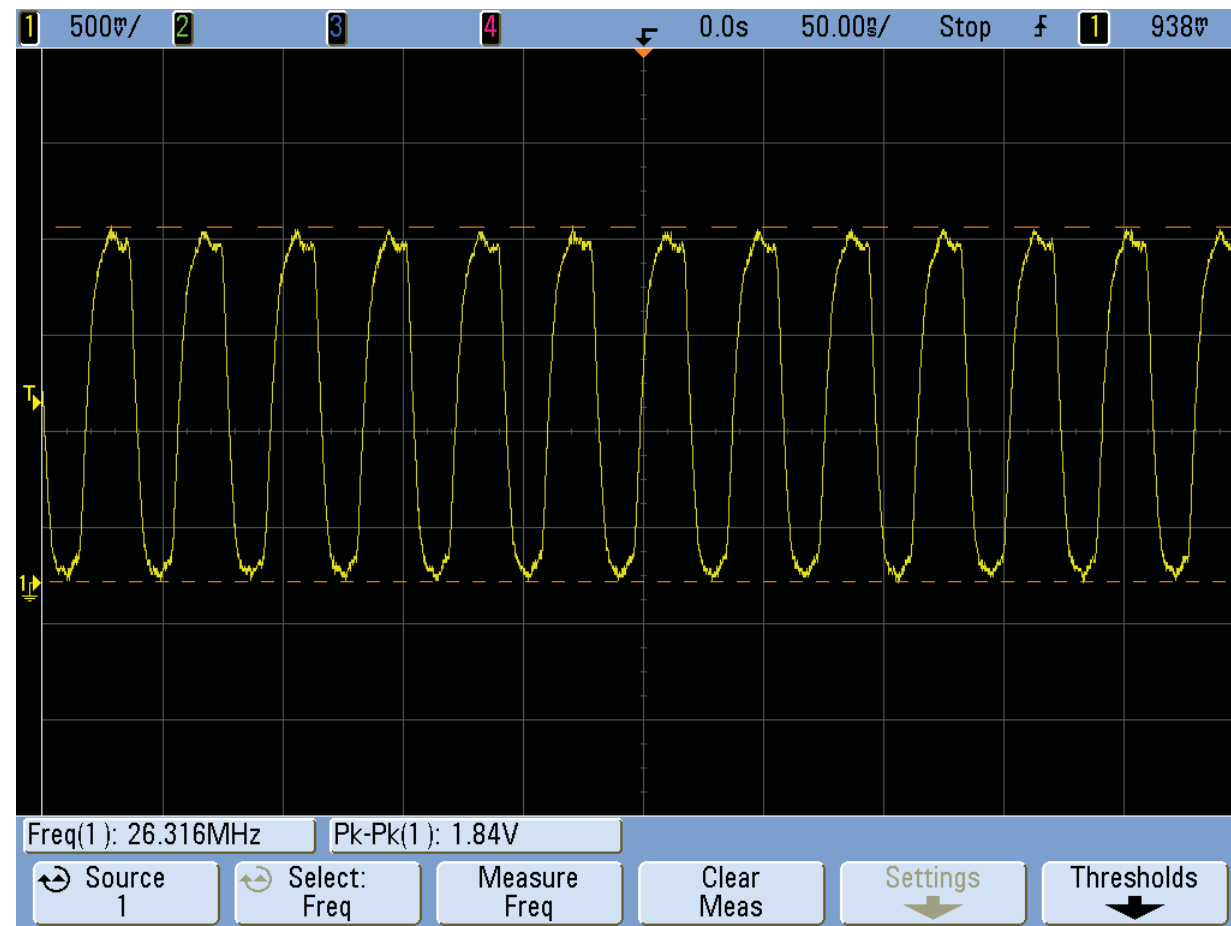 1 500mV/ 2 3 4 0.0s 50.00ns/ Stop 1 938mV
T
1
Freq(1): 26.316MHz Pk-Pk(1): 1.84V
Source Select: Measure Clear Settings Thresholds
1 Freq Freq Meas